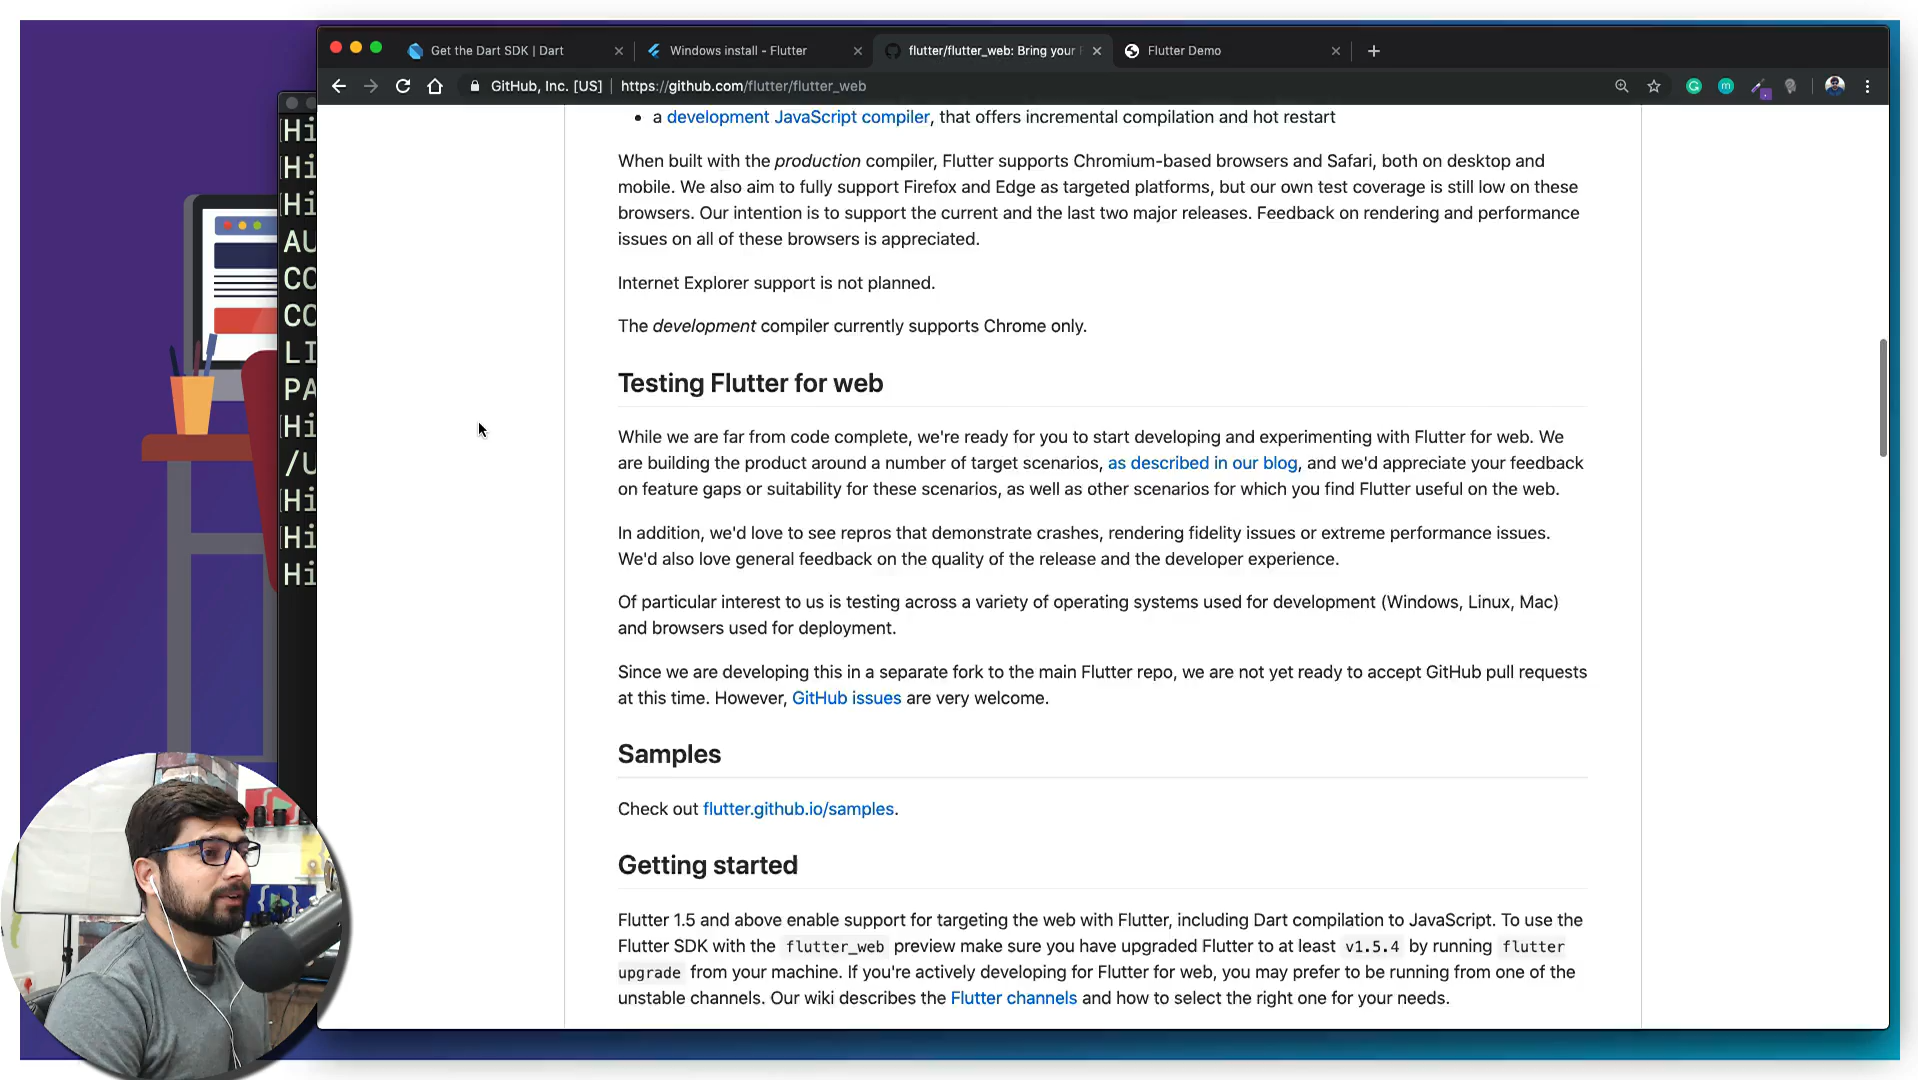 Get the Dart SDK | Dart
Windows install - Flutter
flutter/flutter_web: Bring your
Flutter Demo
GitHub, Inc. [US]
https://github.com/flutter/flutter_web
Hi
Hi
Hi
AU
CO
CO
LI
PA
Hi
/U
Hi
Hi
Hi
a development JavaScript compiler, that offers incremental compilation and hot restart
When built with the production compiler, Flutter supports Chromium-based browsers and Safari, both on desktop and
mobile. We also aim to fully support Firefox and Edge as targeted platforms, but our own test coverage is still low on these
browsers. Our intention is to support the current and the last two major releases. Feedback on rendering and performance
issues on all of these browsers is appreciated.
Internet Explorer support is not planned.
The development compiler currently supports Chrome only.
Testing Flutter for web
While we are far from code complete, we're ready for you to start developing and experimenting with Flutter for web. We
are building the product around a number of target scenarios, as described in our blog, and we'd appreciate your feedback
on feature gaps or suitability for these scenarios, as well as other scenarios for which you find Flutter useful on the web.
In addition, we'd love to see repros that demonstrate crashes, rendering fidelity issues or extreme performance issues.
We'd also love general feedback on the quality of the release and the developer experience.
Of particular interest to us is testing across a variety of operating systems used for development (Windows, Linux, Mac)
and browsers used for deployment.
Since we are developing this in a separate fork to the main Flutter repo, we are not yet ready to accept GitHub pull requests
at this time. However, GitHub issues are very welcome.
Samples
Check out flutter.github.io/samples.
Getting started
Flutter 1.5 and above enable support for targeting the web with Flutter, including Dart compilation to JavaScript. To use the
Flutter SDK with the flutter_web preview make sure you have upgraded Flutter to at least v1.5.4 by running flutter
upgrade from your machine. If you're actively developing for Flutter for web, you may prefer to be running from one of the
unstable channels. Our wiki describes the Flutter channels and how to select the right one for your needs.